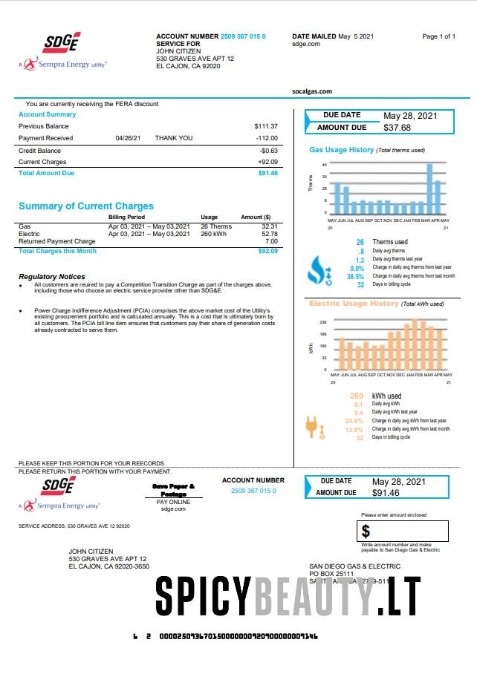 SDGE
A Sempra Energy utility®
ACCOUNT NUMBER 2509 367 015 0
SERVICE FOR
JOHN CITIZEN
530 GRAVES AVE APT 12
EL CAJON, CA 92020
DATE MAILED May 5 2021
sdge.com
Page 1 of 1
socalgas.com
You are currently receiving the FERA discount
Account Summary
Previous Balance $111.37
Payment Received 04/26/21 THANK YOU -112.00
Credit Balance -$0.63
Current Charges +92.09
Total Amount Due $91.46
DUE DATE May 28, 2021
AMOUNT DUE $37.68
Gas Usage History (Total therms used)
Therms
MAY JUN JUL AUG SEP OCT NOV DEC JAN FEB MAR APR MAY
20 21
26 Therms used
Daily avg therms
1.3 Daily avg therms last year
0.0% Change in daily avg therms from last year
38.5% Change in daily avg therms from last month
32 Days in billing cycle
Summary of Current Charges
Billing Period Usage Amount ($)
Gas Apr 03, 2021 – May 03,2021 26 Therms 32.31
Electric Apr 03, 2021 – May 03,2021 260 kWh 52.78
Returned Payment Charge 7.00
Total Charges this Month $92.09
Regulatory Notices
• All customers are reuired to pay a Competition Transition Charge as part of the charges above, including those who choose an electric service provider other than SDG&E.
• Power Charge Indifference Adjustment (PCIA) comprises the above market cost of the Utility's existing procurement portfolio and is calculated annually. This is a cost that is ultimately born by all customers. The PCIA bill line item ensures that customers pay their share of generation costs already contracted to serve them.
Electric Usage History (Total kWh used)
kWh
MAY JUN JUL AUG SEP OCT NOV DEC JAN FEB MAR APR MAY
20 21
260 kWh used
Daily avg kWh
Daily avg kWh last year
Change in daily avg kWh from last year
Change in daily avg kWh from last month
32 Days in billing cycle
PLEASE KEEP THIS PORTION FOR YOUR REECORDS.
PLEASE RETURN THIS PORTION WITH YOUR PAYMENT.
SDGE
A Sempra Energy utility®
Save Paper &
Postage
PAY ONLINE
sdge.com
ACCOUNT NUMBER
2509 367 015 0
DUE DATE May 28, 2021
AMOUNT DUE $91.46
Please enter amount enclosed
$
Write account number and make
payable to San Diego Gas & Electric
SERVICE ADDRESS: 530 GRAVES AVE 12 92020
JOHN CITIZEN
530 GRAVES AVE APT 12
EL CAJON, CA 92020-3650
SAN DIEGO GAS & ELECTRIC
PO BOX 25111
SPICYBEAUTY.LT
6 2 00002509367015000000092090000009146